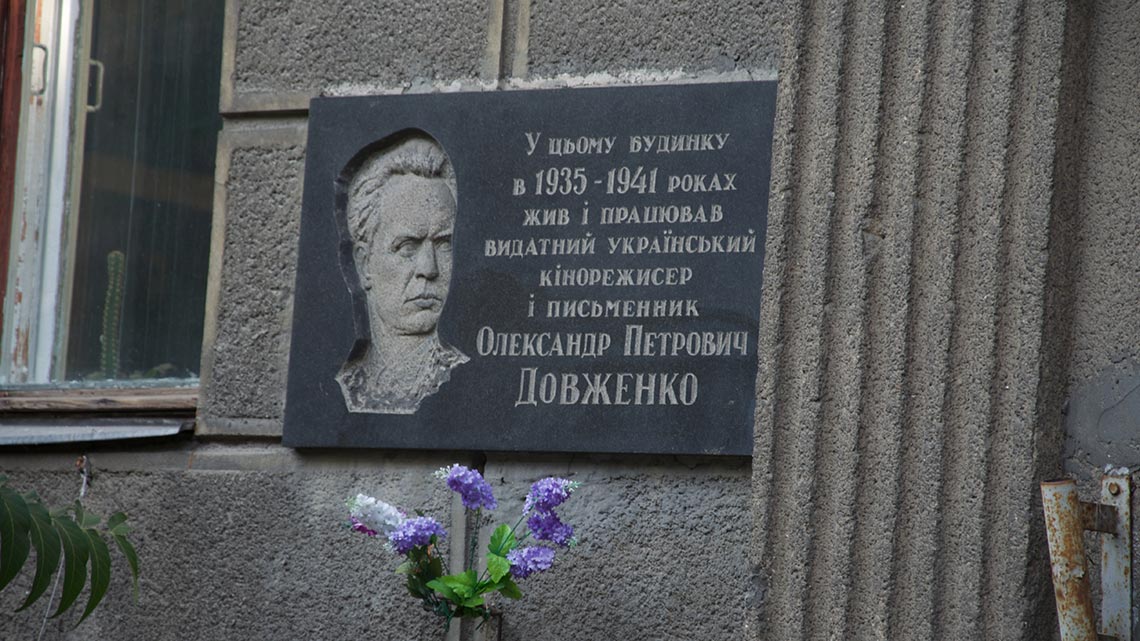 У цьому будинку
в 1935-1941 роках
жив і працював
видатний український
кінорежисер
і письменник
Олександр Петрович
Довженко